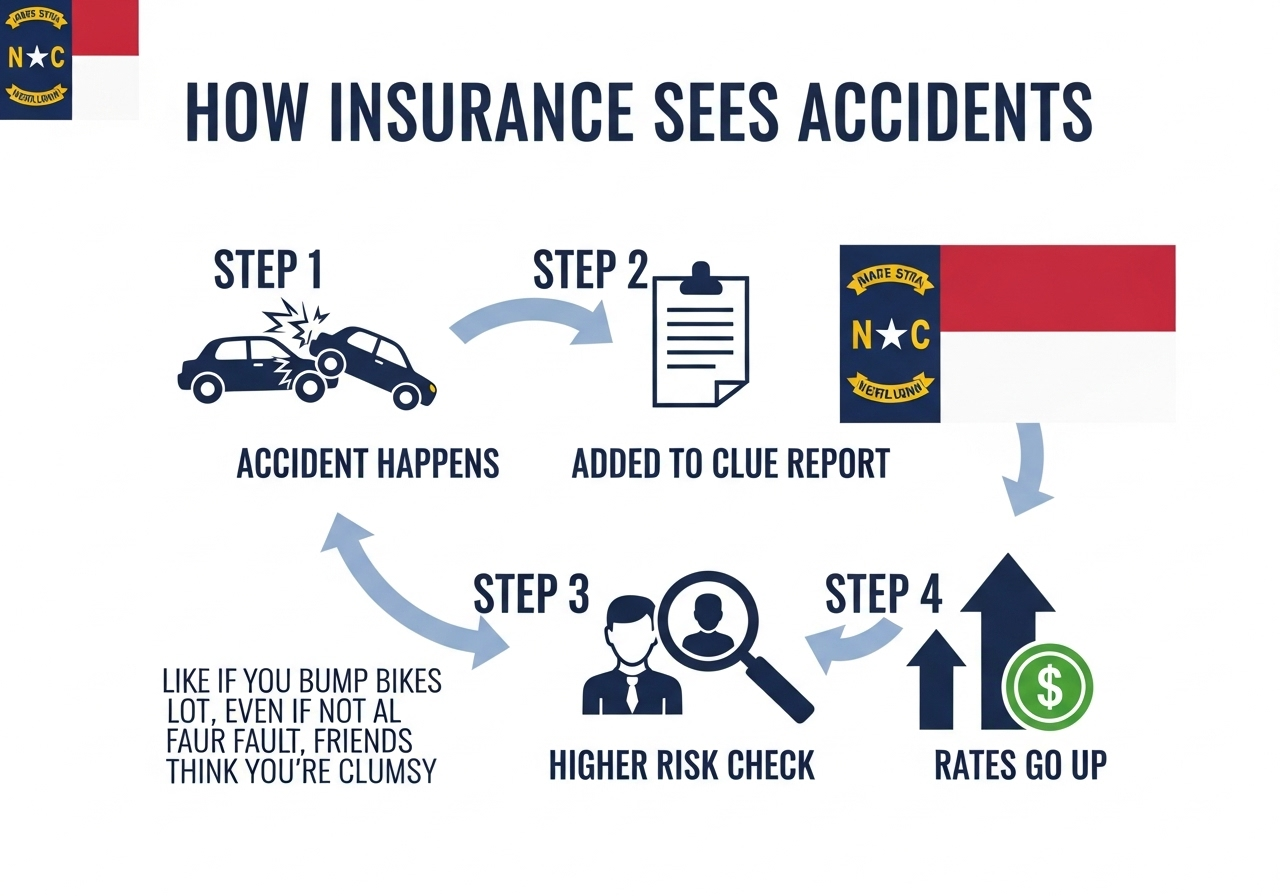 N C
HOW INSURANCE SEES ACCIDENTS
STEP 1
STEP 2
N C
ACCIDENT HAPPENS
ADDED TO CLUE REPORT
STEP 3
STEP 4
$
LIKE IF YOU BUMP BIKES
LOT, EVEN IF NOT AL
FAUR FAULT, FRIENDS
THINK YOU'RE CLUMSY
HIGHER RISK CHECK
RATES GO UP